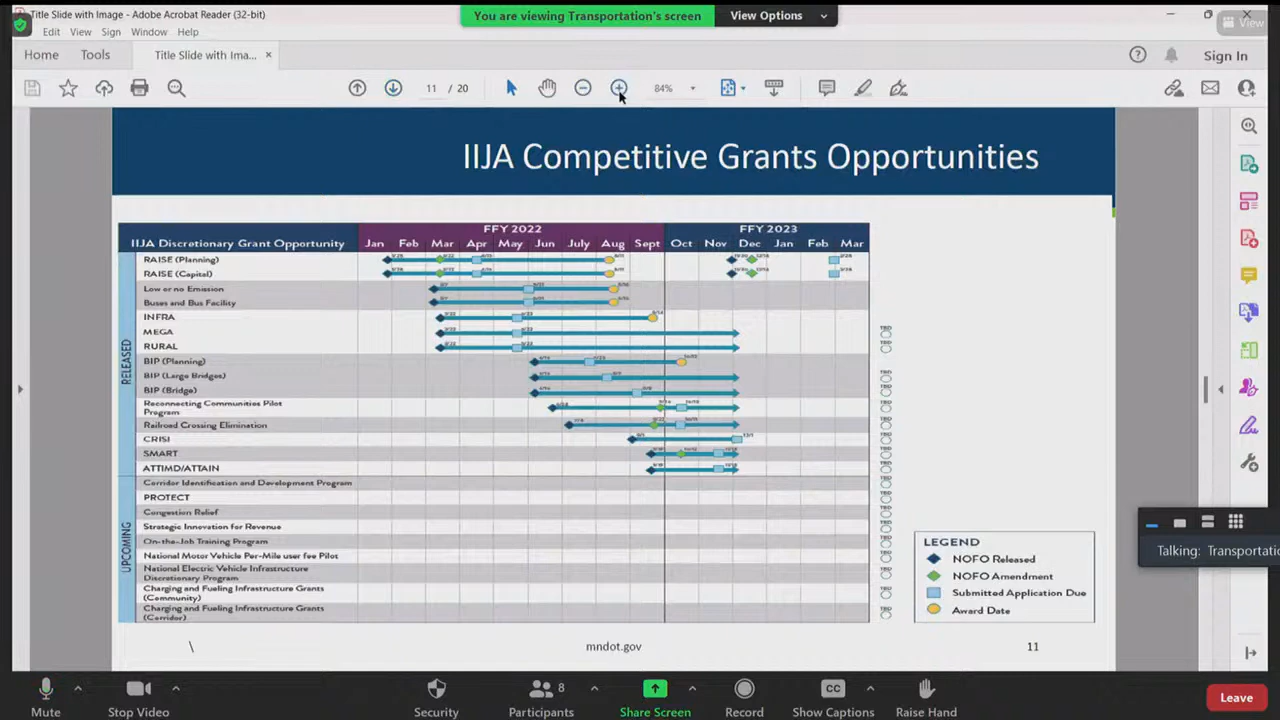 Title Slide with Image - Adobe Acrobat Reader (32-bit)
You are viewing Transportation's screen
View Options
View
Edit View Sign Window Help
Home Tools Title Slide with Ima... ×
Sign In
11 / 20
84%
IIJA Competitive Grants Opportunities
FFY 2022 FFY 2023
IIJA Discretionary Grant Opportunity Jan Feb Mar Apr May Jun July Aug Sept Oct Nov Dec Jan Feb Mar
RELEASED
RAISE (Planning)
RAISE (Capital)
Low or no Emission
Buses and Bus Facility
INFRA
MEGA
RURAL
BIP (Planning)
BIP (Large Bridges)
BIP (Bridge)
Reconnecting Communities Pilot
Program
Railroad Crossing Elimination
CRISI
SMART
ATTIMD/ATTAIN
UPCOMING
Corridor Identification and Development Program
PROTECT
Congestion Relief
Strategic Innovation for Revenue
On-the-Job Training Program
National Motor Vehicle Per-Mile user fee Pilot
National Electric Vehicle Infrastructure
Discretionary Program
Charging and Fueling Infrastructure Grants
(Community)
Charging and Fueling Infrastructure Grants
(Corridor)
TBD
LEGEND
NOFO Released
NOFO Amendment
Submitted Application Due
Award Date
Talking: Transportati
\ mndot.gov 11
Mute
Stop Video
Security
8
Participants
Share Screen
Record
CC
Show Captions
Raise Hand
Leave